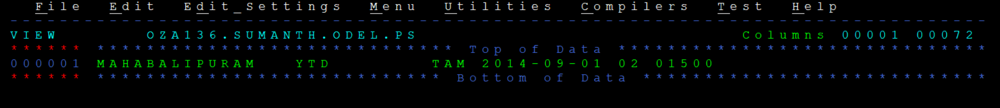 File Edit Edit_Settings Menu Utilities Compilers Test Help
- - - - - - - - - - - - - - - - - - - - - - - - - - - - - - - - - - - - - - - - - - - - - - - - - - - - - - - - - - - - - - - - - - - - - - - - - - - - - - -
VIEW OZA136.SUMANTH.ODEL.PS Columns 00001 00072
****** ***************************** Top of Data ******************************
000001 MAHABALIPURAM YTD TAM 2014-09-01 02 01500
****** **************************** Bottom of Data ****************************